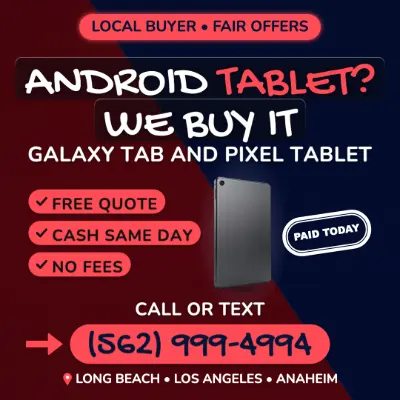 LOCAL BUYER • FAIR OFFERS
ANDROID TABLET?
WE BUY IT
GALAXY TAB AND PIXEL TABLET
FREE QUOTE
CASH SAME DAY
NO FEES
PAID TODAY
CALL OR TEXT
(562) 999-4994
LONG BEACH • LOS ANGELES • ANAHEIM